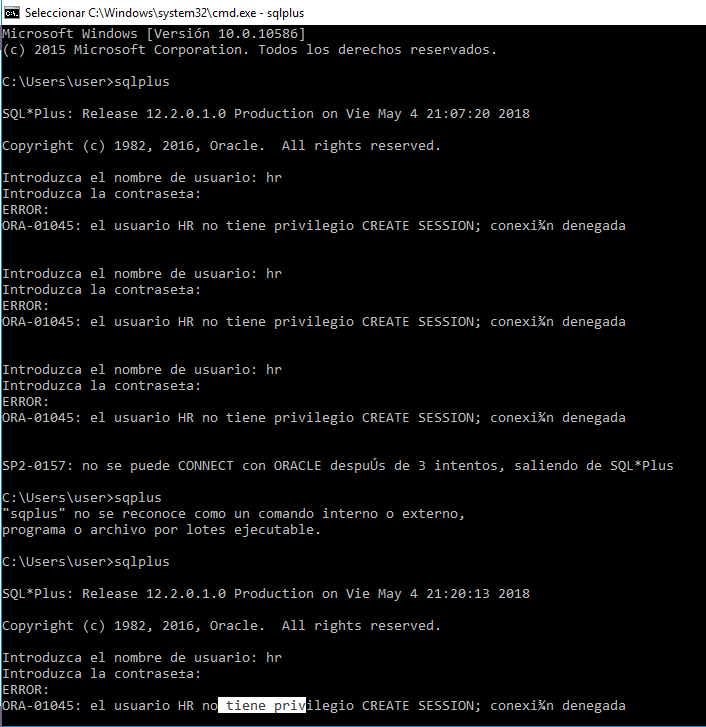 Seleccionar C:\Windows\system32\cmd.exe - sqlplus
Microsoft Windows [Versión 10.0.10586]
(c) 2015 Microsoft Corporation. Todos los derechos reservados.
C:\Users\user>sqlplus
SQL*Plus: Release 12.2.0.1.0 Production on Vie May 4 21:07:20 2018
Copyright (c) 1982, 2016, Oracle.  All rights reserved.
Introduzca el nombre de usuario: hr
Introduzca la contrase±a:
ERROR:
ORA-01045: el usuario HR no tiene privilegio CREATE SESSION; conexi¾n denegada
Introduzca el nombre de usuario: hr
Introduzca la contrase±a:
ERROR:
ORA-01045: el usuario HR no tiene privilegio CREATE SESSION; conexi¾n denegada
Introduzca el nombre de usuario: hr
Introduzca la contrase±a:
ERROR:
ORA-01045: el usuario HR no tiene privilegio CREATE SESSION; conexi¾n denegada
SP2-0157: no se puede CONNECT con ORACLE despuÚs de 3 intentos, saliendo de SQL*Plus
C:\Users\user>sqplus
"sqplus" no se reconoce como un comando interno o externo,
programa o archivo por lotes ejecutable.
C:\Users\user>sqlplus
SQL*Plus: Release 12.2.0.1.0 Production on Vie May 4 21:20:13 2018
Copyright (c) 1982, 2016, Oracle.  All rights reserved.
Introduzca el nombre de usuario: hr
Introduzca la contrase±a:
ERROR:
ORA-01045: el usuario HR no tiene privilegio CREATE SESSION; conexi¾n denegada